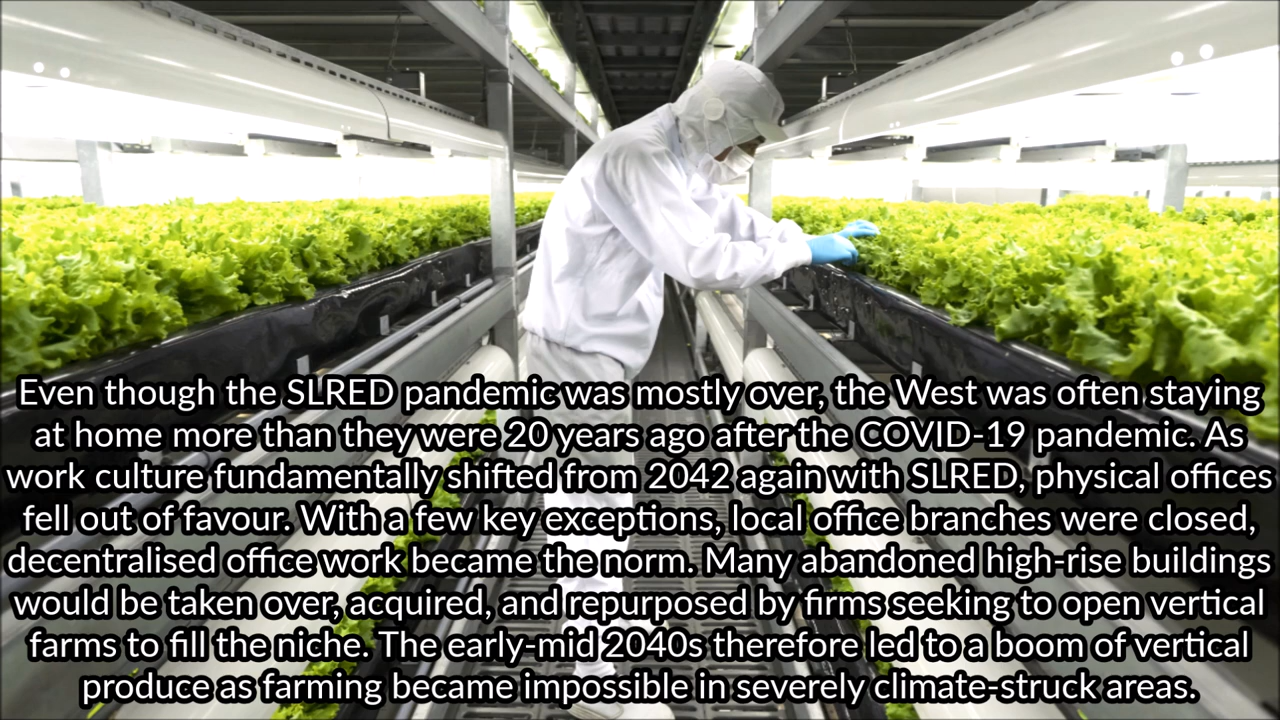 Even though the SLRED pandemic was mostly over, the West was often staying
at home more than they were 20 years ago after the COVID-19 pandemic. As
work culture fundamentally shifted from 2042 again with SLRED, physical offices
fell out of favour. With a few key exceptions, local office branches were closed,
decentralised office work became the norm. Many abandoned high-rise buildings
would be taken over, acquired, and repurposed by firms seeking to open vertical
farms to fill the niche. The early-mid 2040s therefore led to a boom of vertical
produce as farming became impossible in severely climate-struck areas.